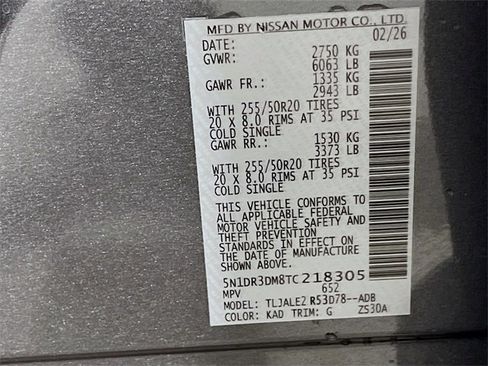 MFD BY NISSAN MOTOR CO., LTD.
DATE: 02/26
GVWR: 2750 KG
6063 LB
GAWR FR.: 1335 KG
2943 LB
WITH 255/50R20 TIRES
20 X 8.0 RIMS AT 35 PSI
COLD SINGLE
GAWR RR.: 1530 KG
3373 LB
WITH 255/50R20 TIRES
20 X 8.0 RIMS AT 35 PSI
COLD SINGLE
THIS VEHICLE CONFORMS TO
ALL APPLICABLE FEDERAL
MOTOR VEHICLE SAFETY AND
THEFT PREVENTION
STANDARDS IN EFFECT ON
THE DATE OF MANUFACTURE
SHOWN ABOVE.
5N1DR3DM8TC218305
MPV 652
MODEL: TLJALE2 R53D78--ADB
COLOR: KAD TRIM: G ZS30A